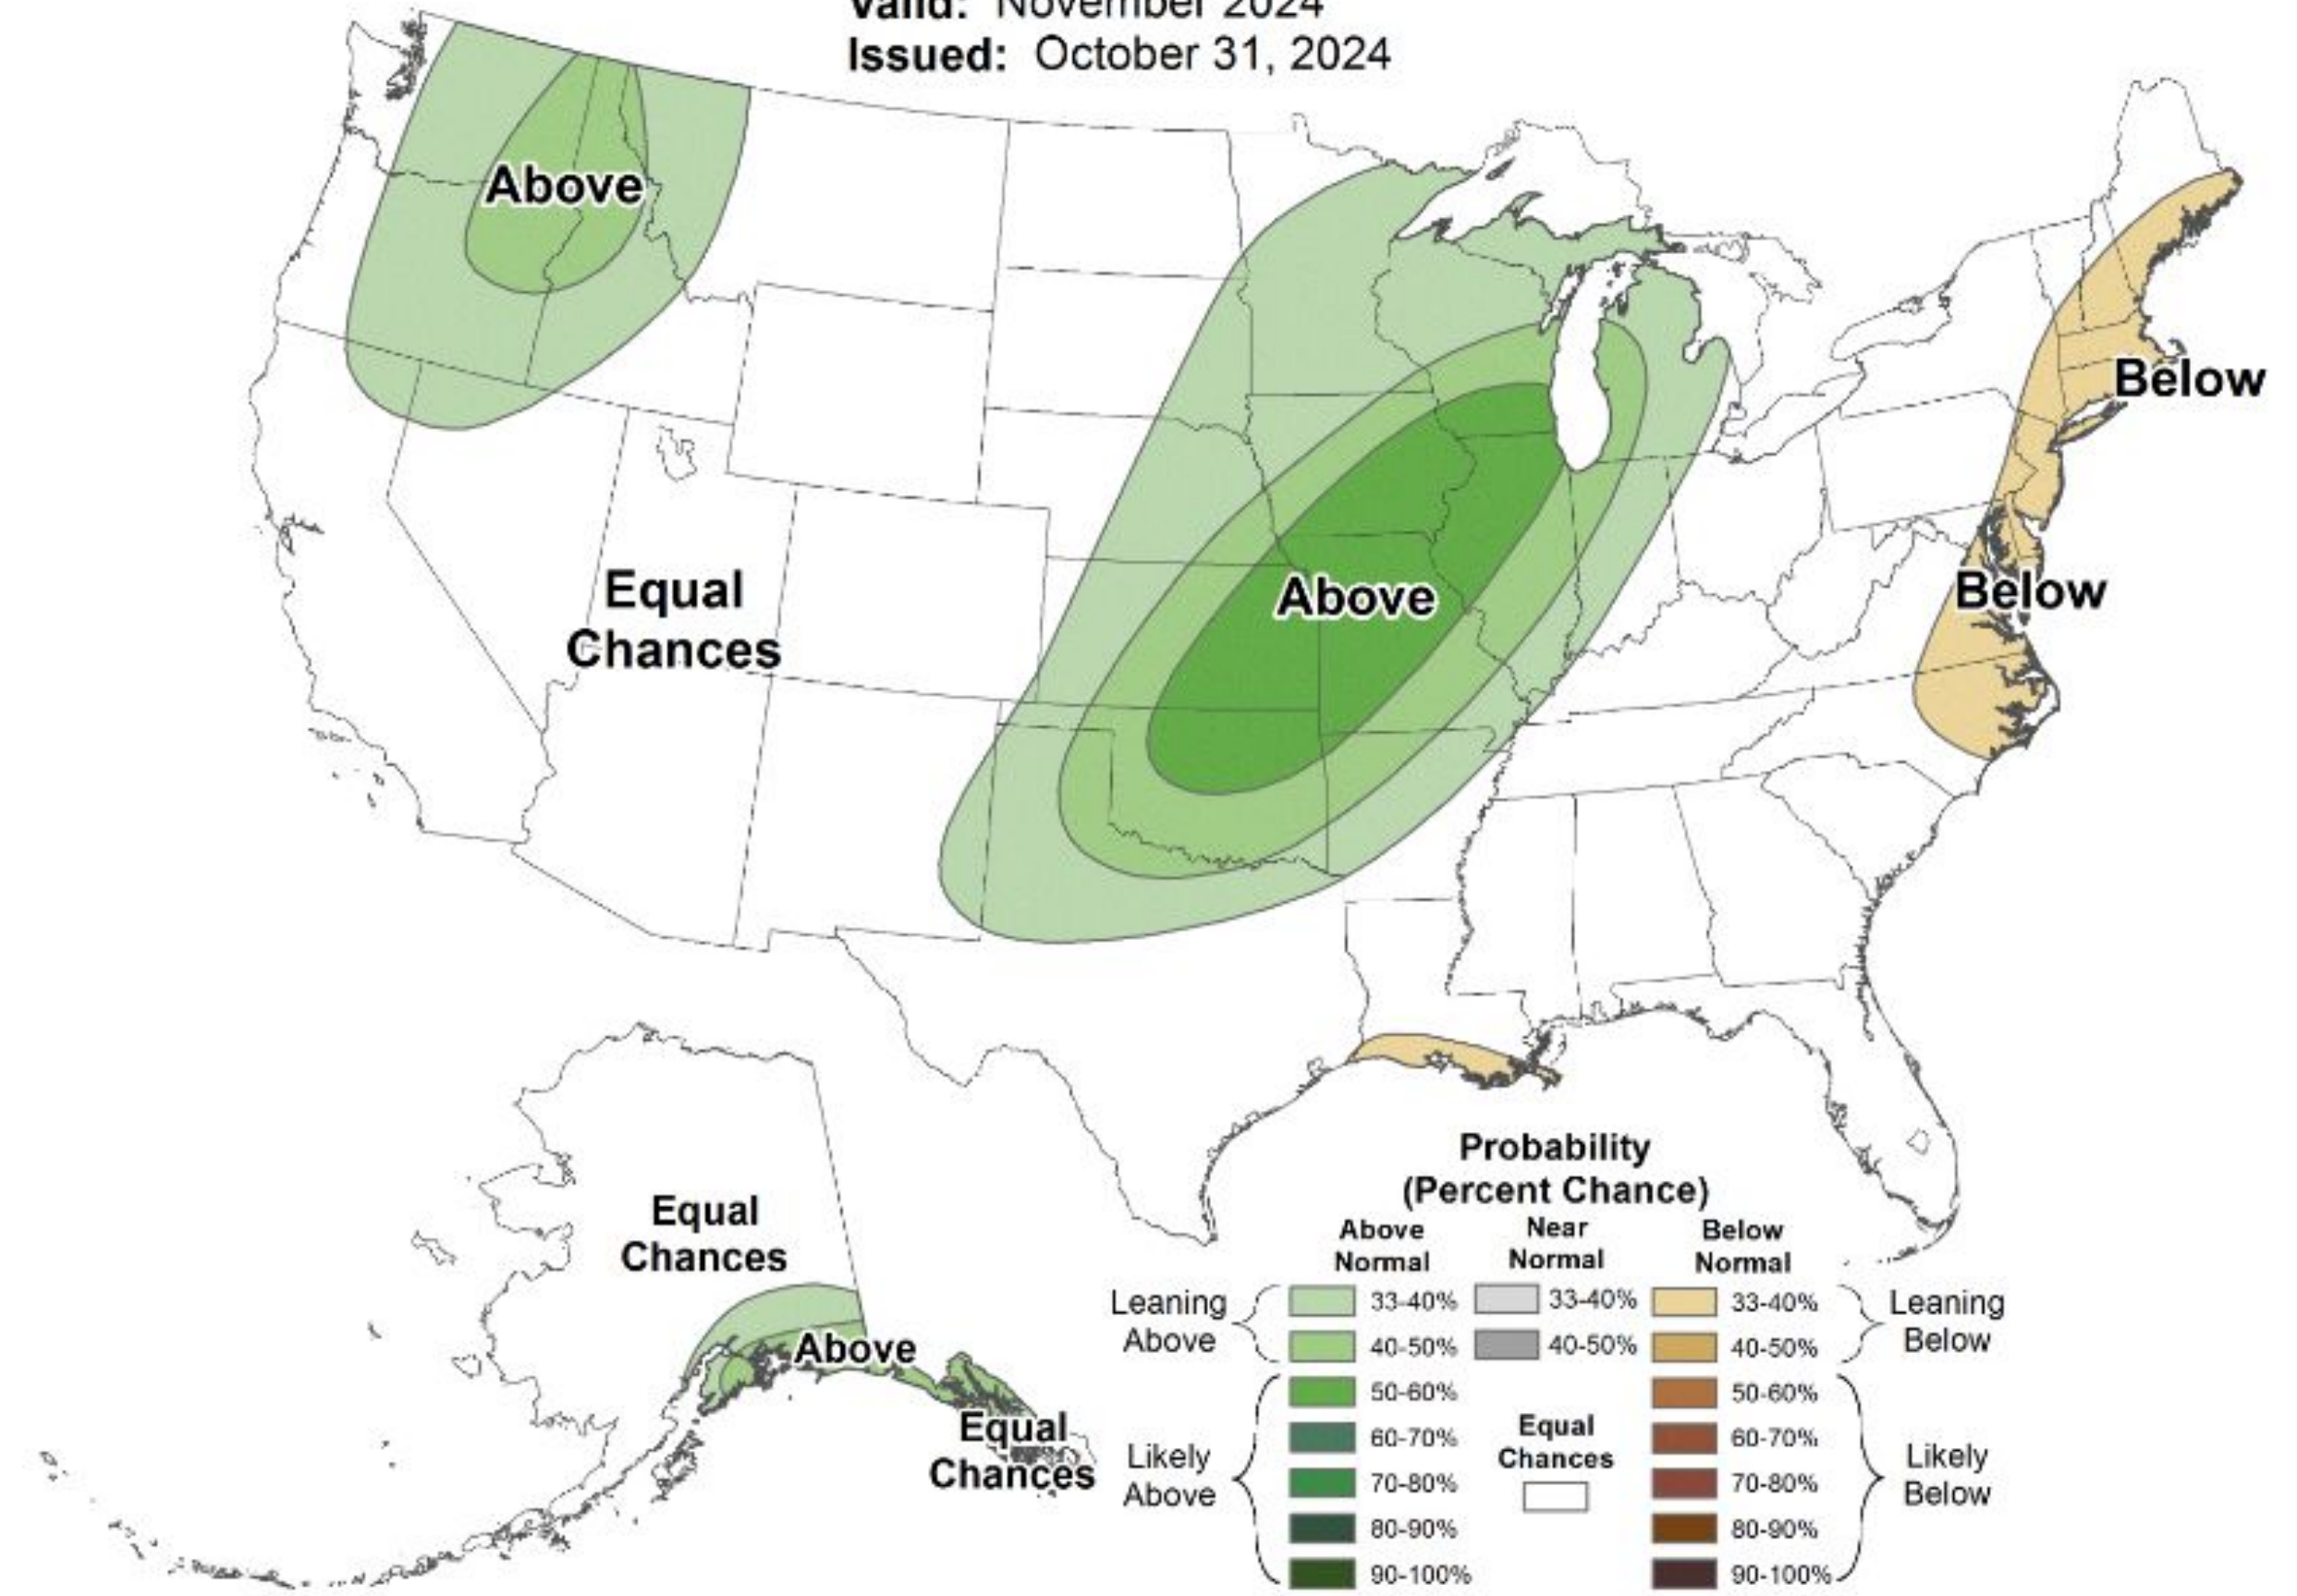 Valid: November 2024
Issued: October 31, 2024
Above
Below
Equal
Chances
Above
Below
Equal
Chances
Above
Equal
Chances
Probability
(Percent Chance)
Above
Normal
Near
Normal
Below
Normal
Leaning
Above
33-40%
33-40%
33-40%
Leaning
Below
40-50%
40-50%
40-50%
50-60%
50-60%
Likely
Above
60-70%
Equal
Chances
60-70%
Likely
Below
70-80%
70-80%
80-90%
80-90%
90-100%
90-100%